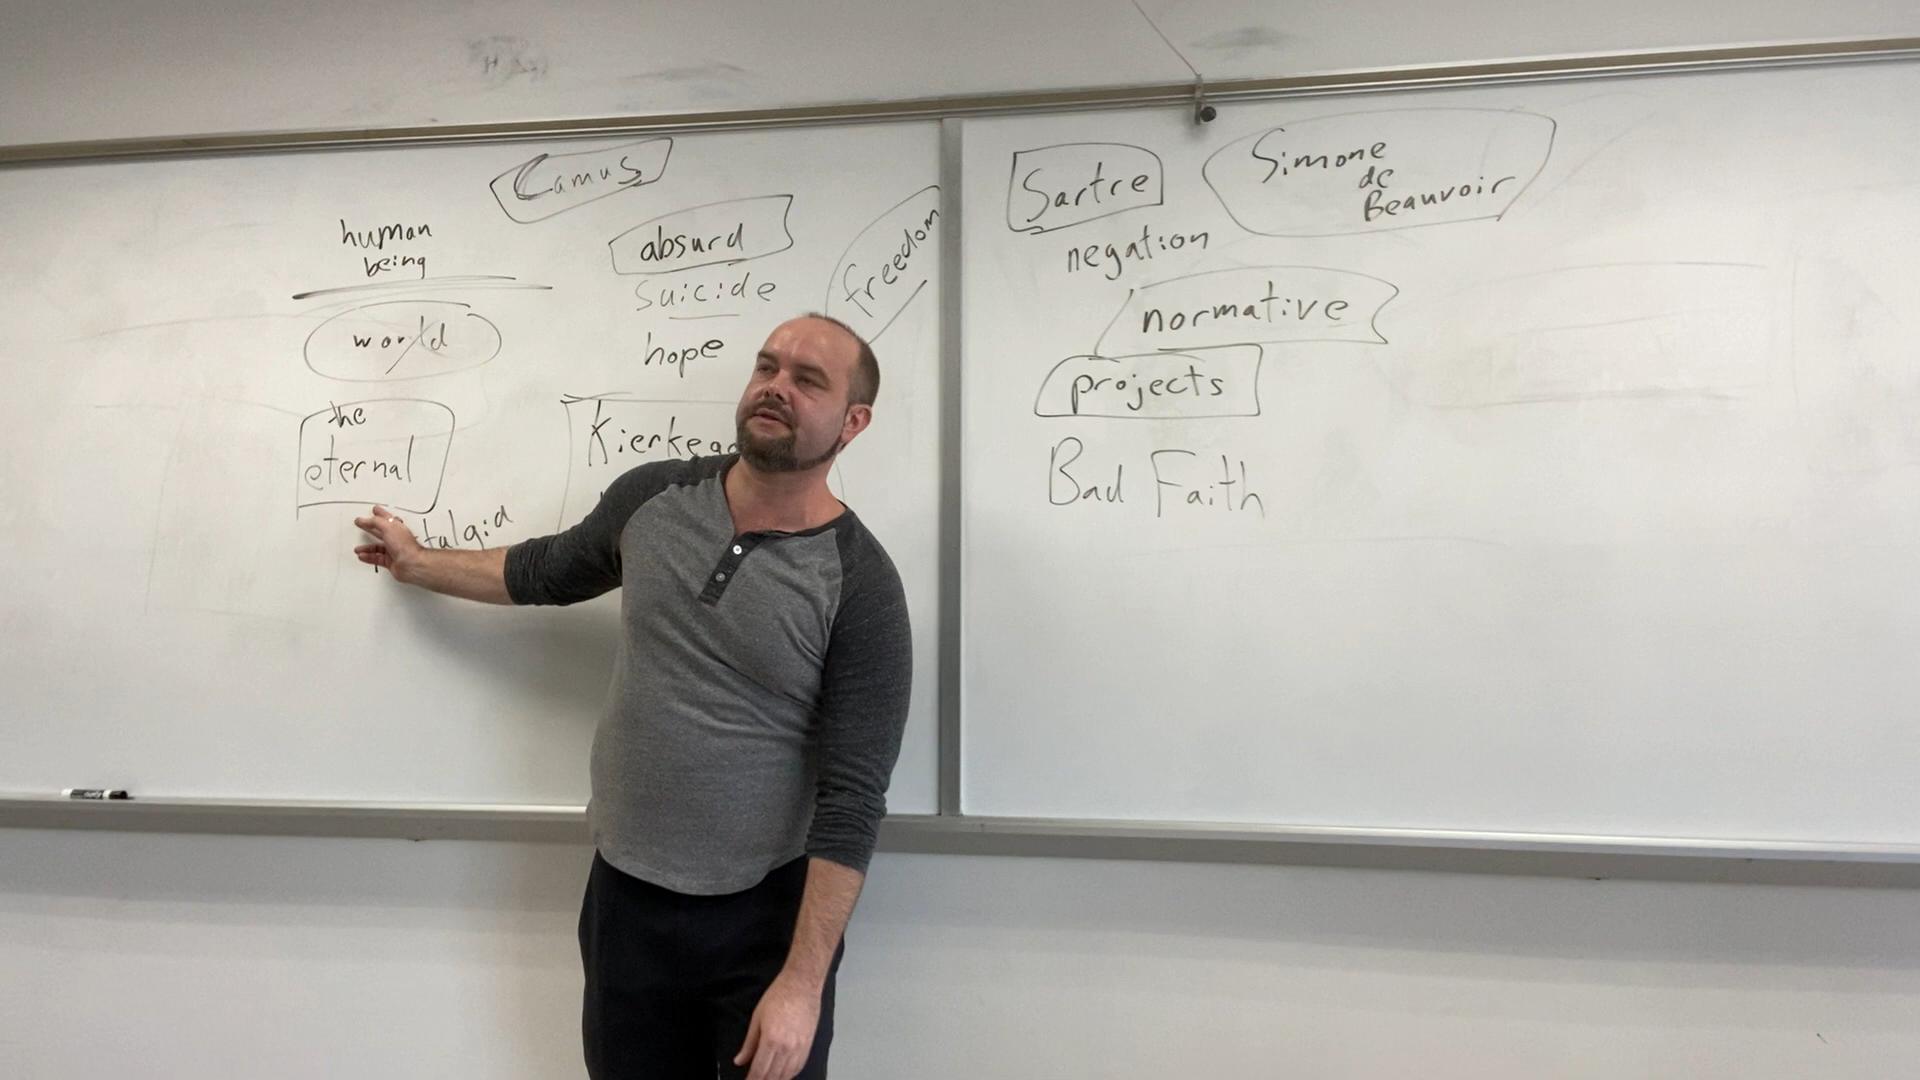 Camus
human
being
world
the
eternal
absurd
suicide
hope
freedom
Sartre
negation
normative
projects
Bad Faith
Simone
de
Beauvoir